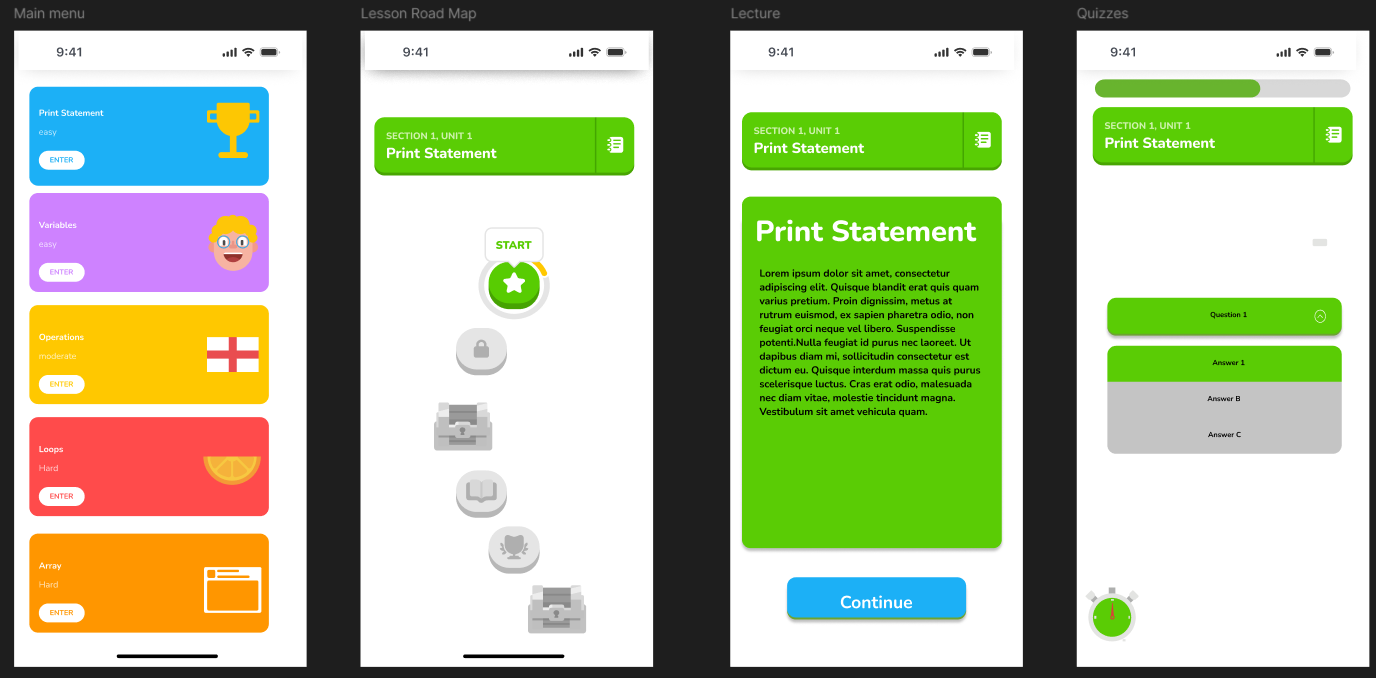 Main menu
9:41
Print Statement
easy
ENTER
Variables
easy
ENTER
Operations
moderate
ENTER
Loops
Hard
ENTER
Array
Hard
ENTER
Lesson Road Map
9:41
SECTION 1, UNIT 1
Print Statement
START
Lecture
9:41
SECTION 1, UNIT 1
Print Statement
Print Statement
Lorem ipsum dolor sit amet, consectetur
adipiscing elit. Quisque blandit erat quis quam
varius pretium. Proin dignissim, metus at
rutrum euismod, ex sapien pharetra odio, non
feugiat orci neque vel libero. Suspendisse
potenti.Nulla feugiat id purus nec laoreet. Ut
dapibus diam mi, sollicitudin consectetur est
dictum eu. Quisque interdum massa quis purus
scelerisque luctus. Cras erat odio, malesuada
nec diam vitae, molestie tincidunt magna.
Vestibulum sit amet vehicula quam.
Continue
Quizzes
9:41
SECTION 1, UNIT 1
Print Statement
Question 1
Answer 1
Answer B
Answer C